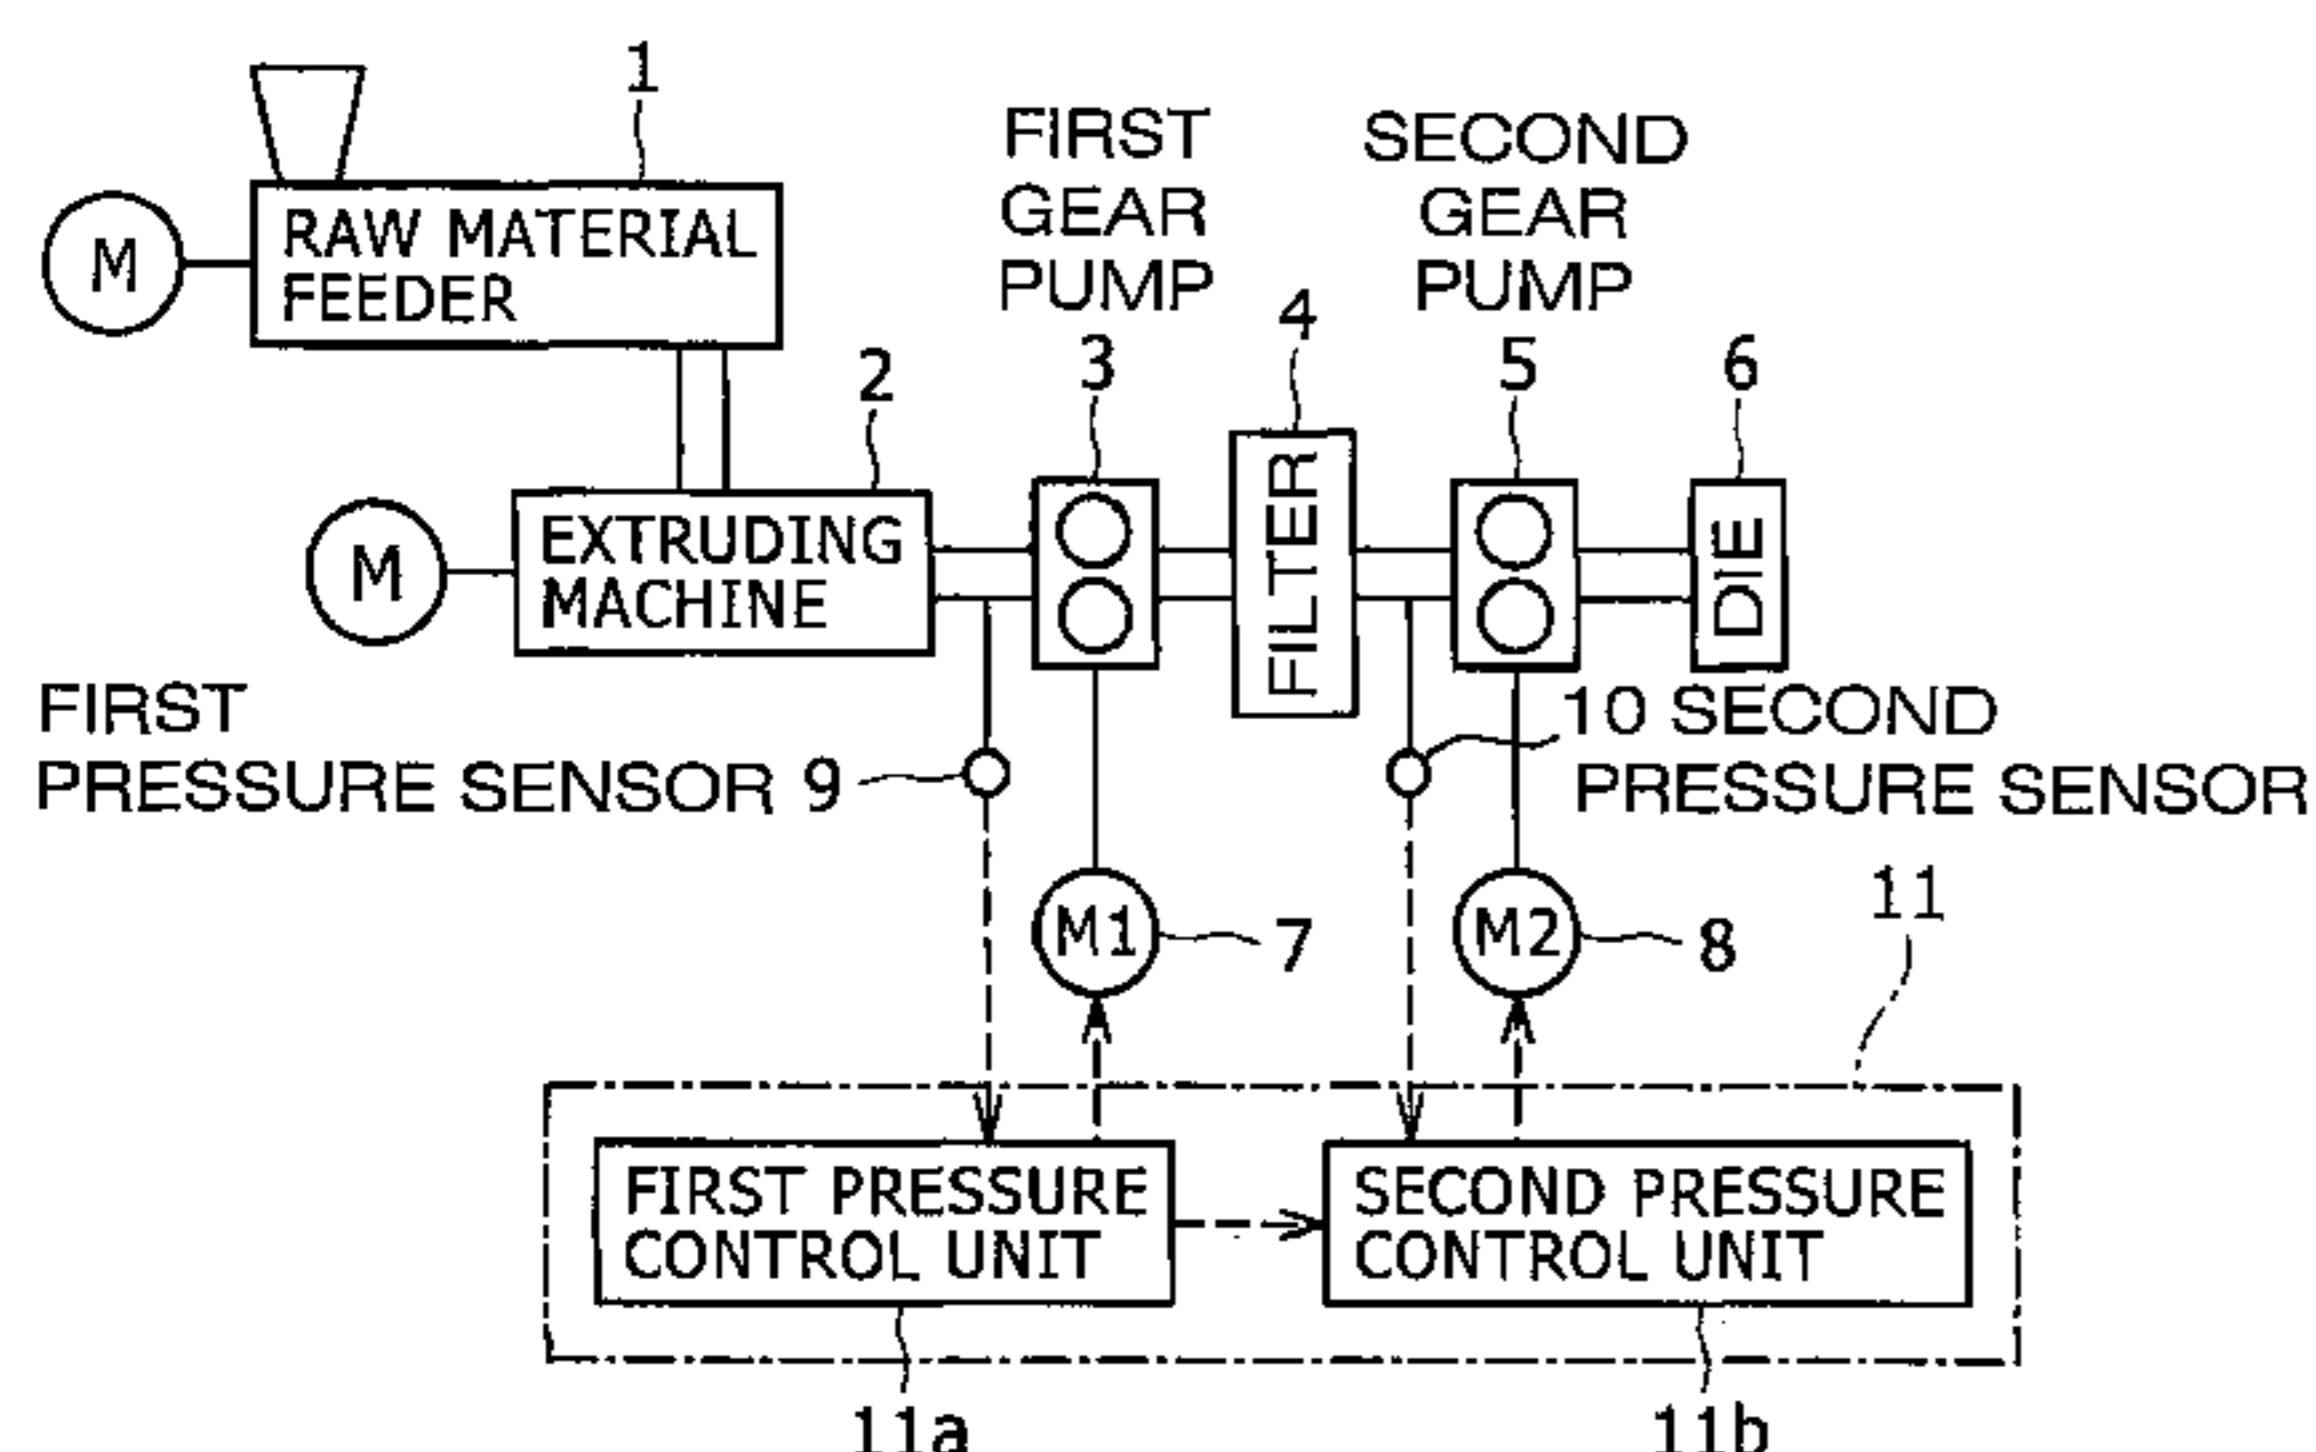 1
FIRST
GEAR
PUMP
SECOND
GEAR
PUMP
M
RAW MATERIAL
FEEDER
2
3
4
5
6
M
EXTRUDING
MACHINE
FILTER
DIE
FIRST
PRESSURE SENSOR 9
10 SECOND
PRESSURE SENSOR
M1
7
M2
8
11
FIRST PRESSURE
CONTROL UNIT
SECOND PRESSURE
CONTROL UNIT
11a
11b